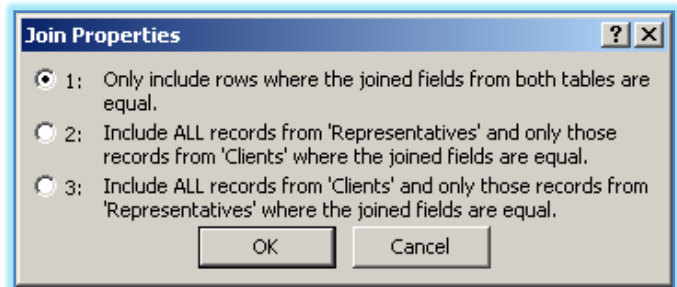 Join Properties
? X
1: Only include rows where the joined fields from both tables are
equal.
2: Include ALL records from 'Representatives' and only those
records from 'Clients' where the joined fields are equal.
3: Include ALL records from 'Clients' and only those records from
'Representatives' where the joined fields are equal.
OK Cancel